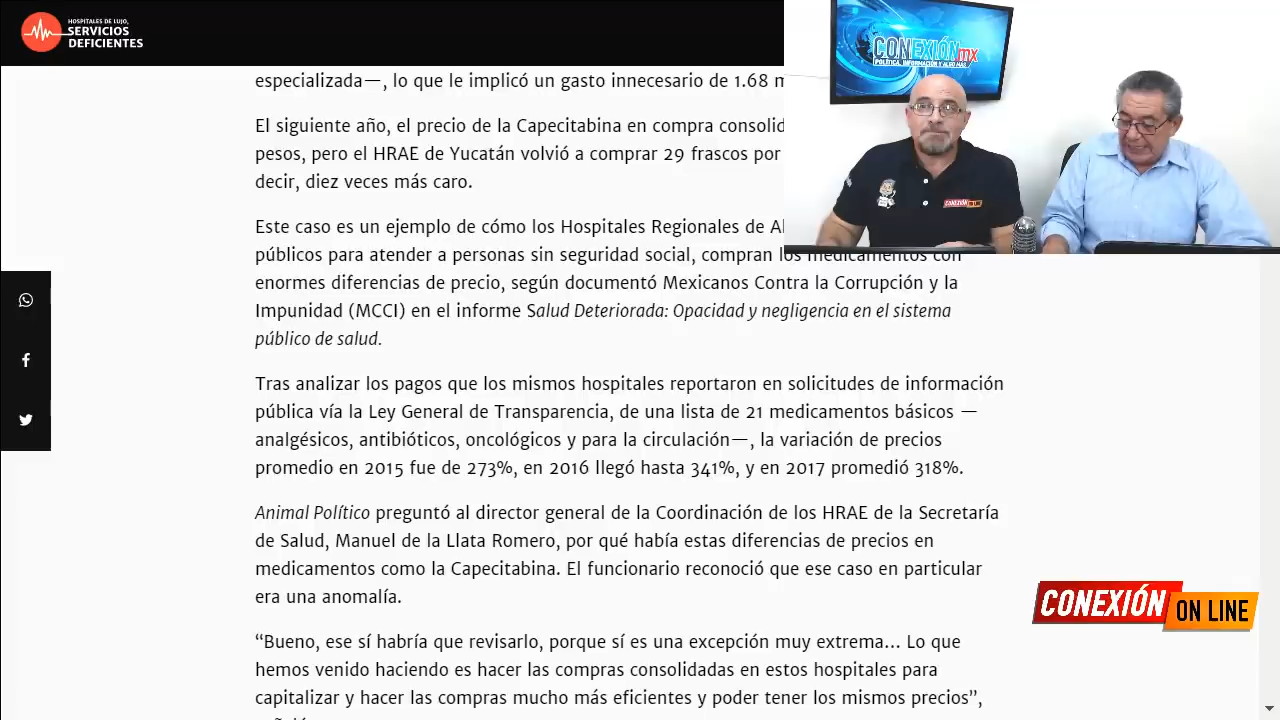 HOSPITALES DE LUJO,
SERVICIOS
DEFICIENTES
CONEXIÓN mx
POLÍTICA, INFORMACIÓN Y ALGO MÁS
especializada—, lo que le implicó un gasto innecesario de 1.68
El siguiente año, el precio de la Capecitabina en compra
pesos, pero el HRAE de Yucatán volvió a comprar 29 frascos por
decir, diez veces más caro.
CONEXIÓN
Este caso es un ejemplo de cómo los Hospitales Regionales de
públicos para atender a personas sin seguridad social, compran los medicamentos con
enormes diferencias de precio, según documentó Mexicanos Contra la Corrupción y la
Impunidad (MCCI) en el informe Salud Deteriorada: Opacidad y negligencia en el sistema
público de salud.
Tras analizar los pagos que los mismos hospitales reportaron en solicitudes de información
pública vía la Ley General de Transparencia, de una lista de 21 medicamentos básicos —
analgésicos, antibióticos, oncológicos y para la circulación—, la variación de precios
promedio en 2015 fue de 273%, en 2016 llegó hasta 341%, y en 2017 promedió 318%.
Animal Político preguntó al director general de la Coordinación de los HRAE de la Secretaría
de Salud, Manuel de la Llata Romero, por qué había estas diferencias de precios en
medicamentos como la Capecitabina. El funcionario reconoció que ese caso en particular
era una anomalía.
CONEXIÓN ON LINE
“Bueno, ese sí habría que revisarlo, porque sí es una excepción muy extrema... Lo que
hemos venido haciendo es hacer las compras consolidadas en estos hospitales para
capitalizar y hacer las compras mucho más eficientes y poder tener los mismos precios”,